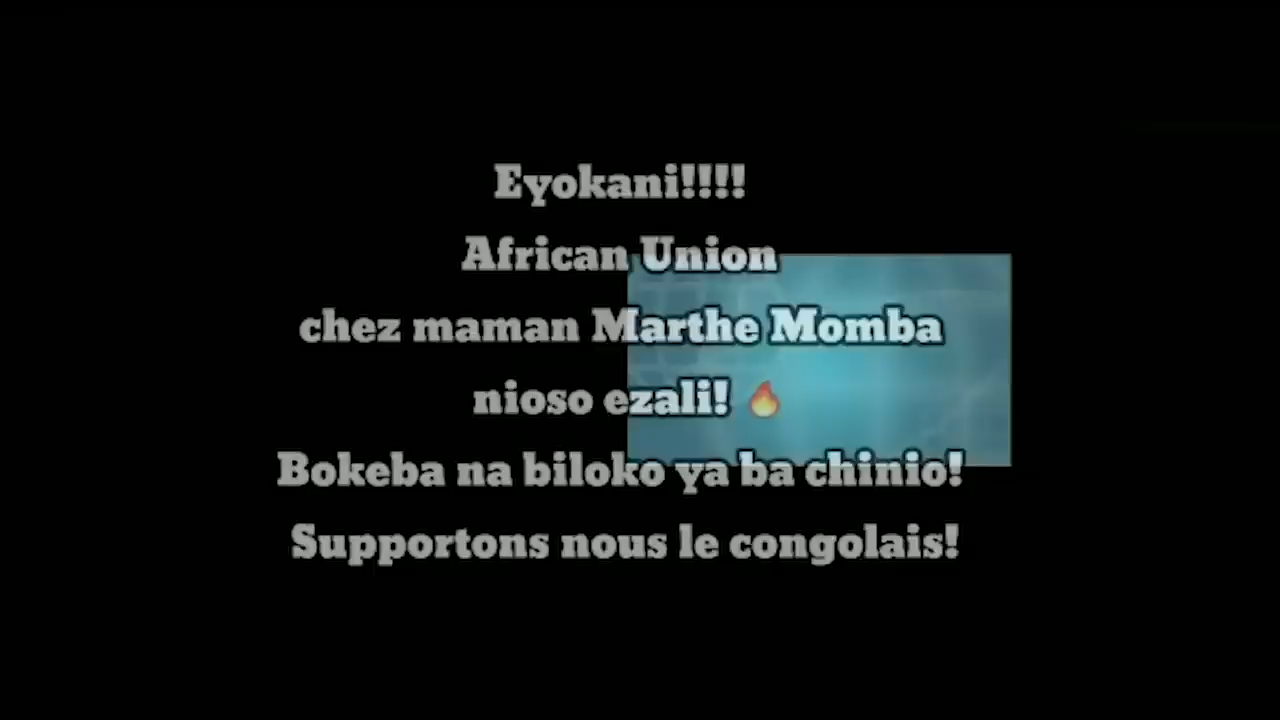 Eyokani!!!!
African Union
chez maman Marthe Momba
nioso ezali! 🔥
Bokeba na biloko ya ba chinio!
Supportons nous le congolais!